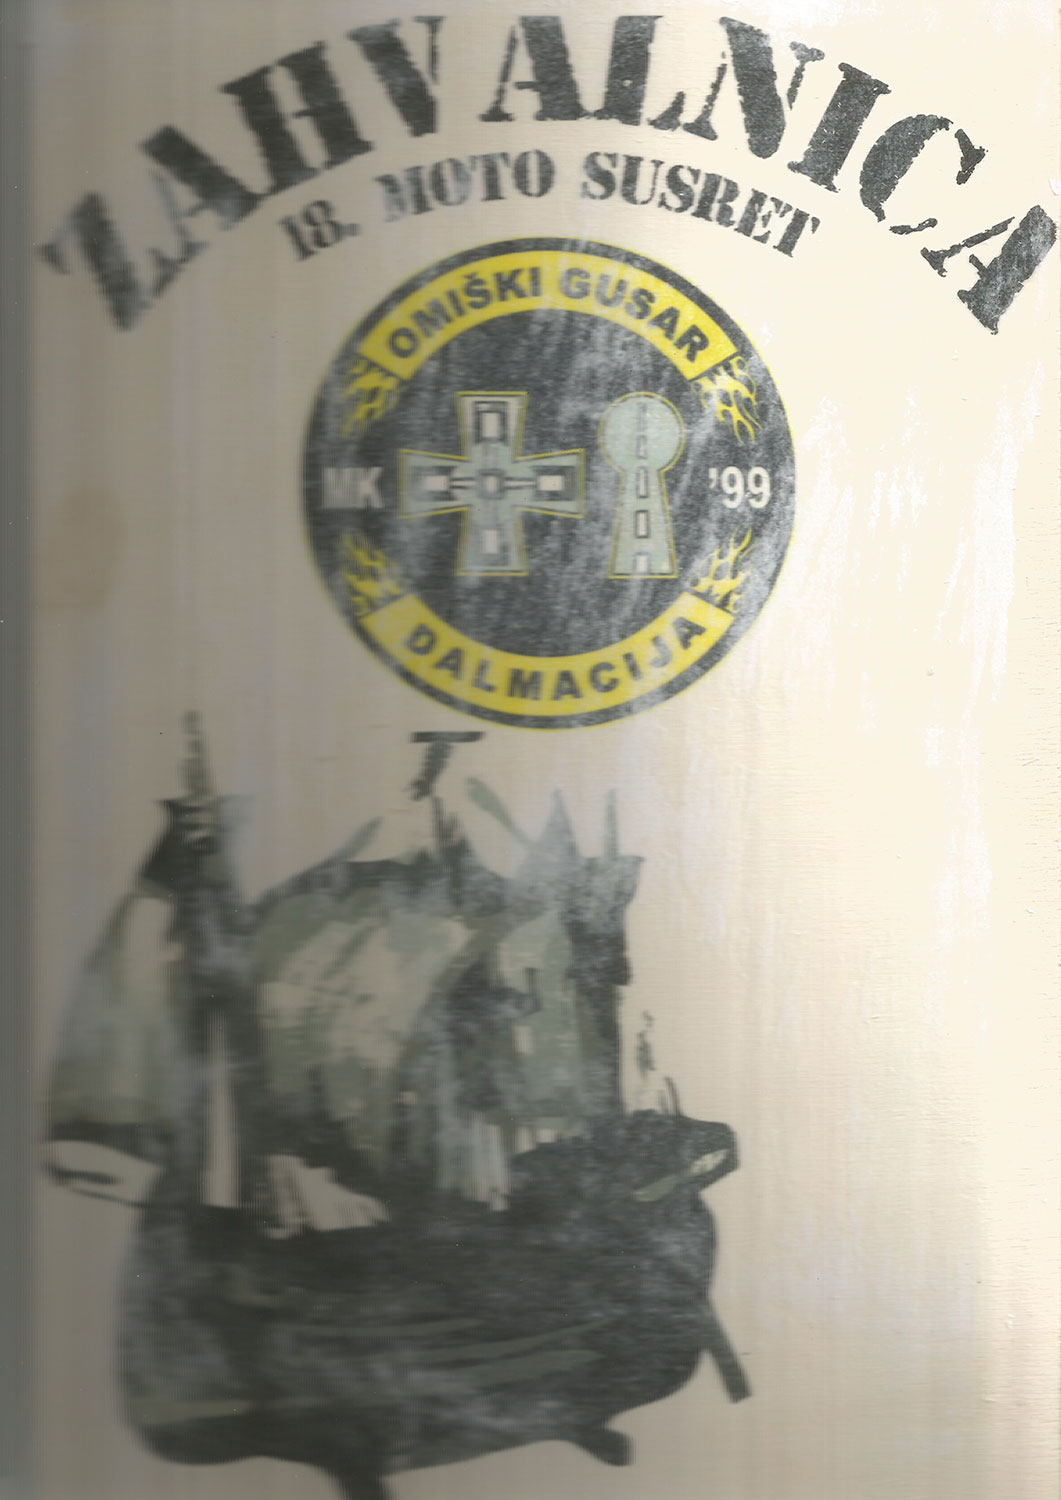 ZAHVALNICA
18. MOTO SUSRET
OMIŠKI GUSAR
MK '99
DALMACIJA